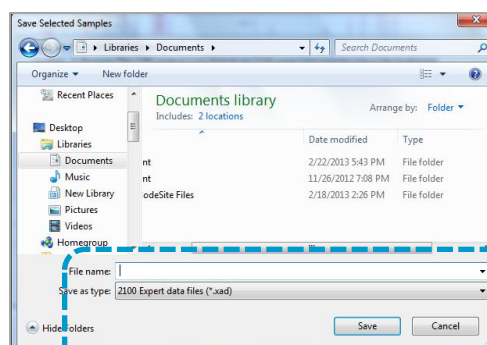 Save Selected Samples
Libraries Documents
Search Documents
Organize New folder
Recent Places
Desktop
Libraries
Documents
Music
New Library
Pictures
Videos
Homegroup
Documents library
Includes: 2 locations
Arrange by: Folder
Date modified Type
nt 2/22/2013 5:43 PM File folder
nt 11/26/2012 7:08 PM File folder
odeSite Files 2/18/2013 2:26 PM File folder
File name:
Save as type: 2100 Expert data files (*.xad)
Hide Folders
Save Cancel